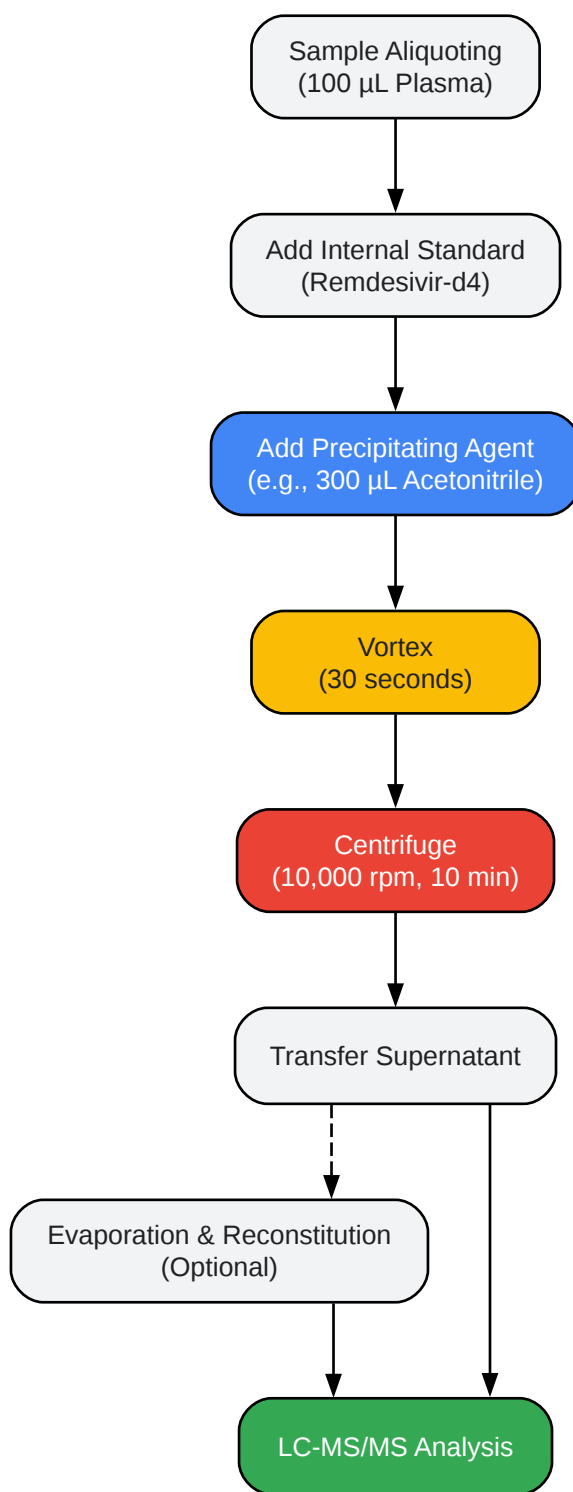 Sample Aliquoting
(100 µL Plasma)
Add Internal Standard
(Remdesivir-d4)
Add Precipitating Agent
(e.g., 300 µL Acetonitrile)
Vortex
(30 seconds)
Centrifuge
(10,000 rpm, 10 min)
Transfer Supernatant
Evaporation & Reconstitution
(Optional)
LC-MS/MS Analysis